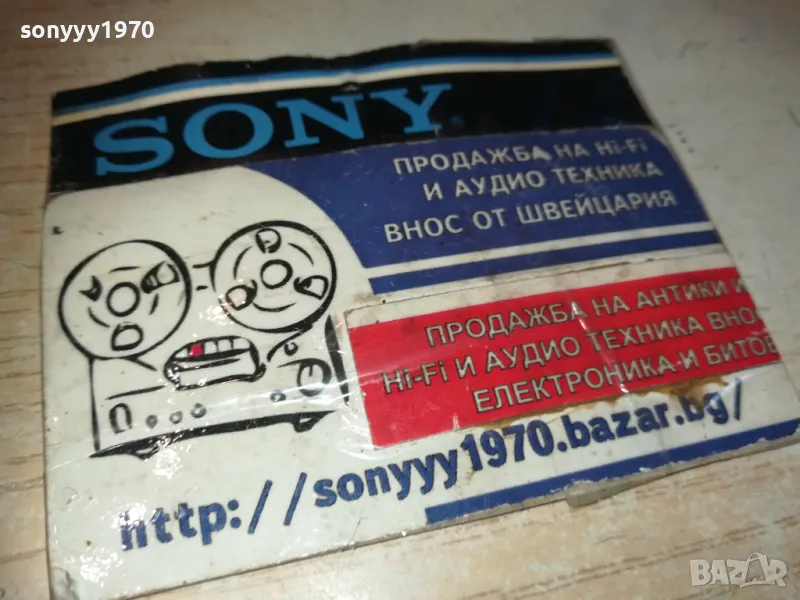 sonyyy1970
SONY
ПРОДАЖБА НА Hi-Fi
И АУДИО ТЕХНИКА
ВНОС ОТ ШВЕЙЦАРИЯ
ПРОДАЖБА НА АНТИКИ И
Hi-Fi И АУДИО ТЕХНИКА ВНО
ЕЛЕКТРОНИКА И БИТОВ
http://sonyyy1970.bazar.bg/
BAZAR